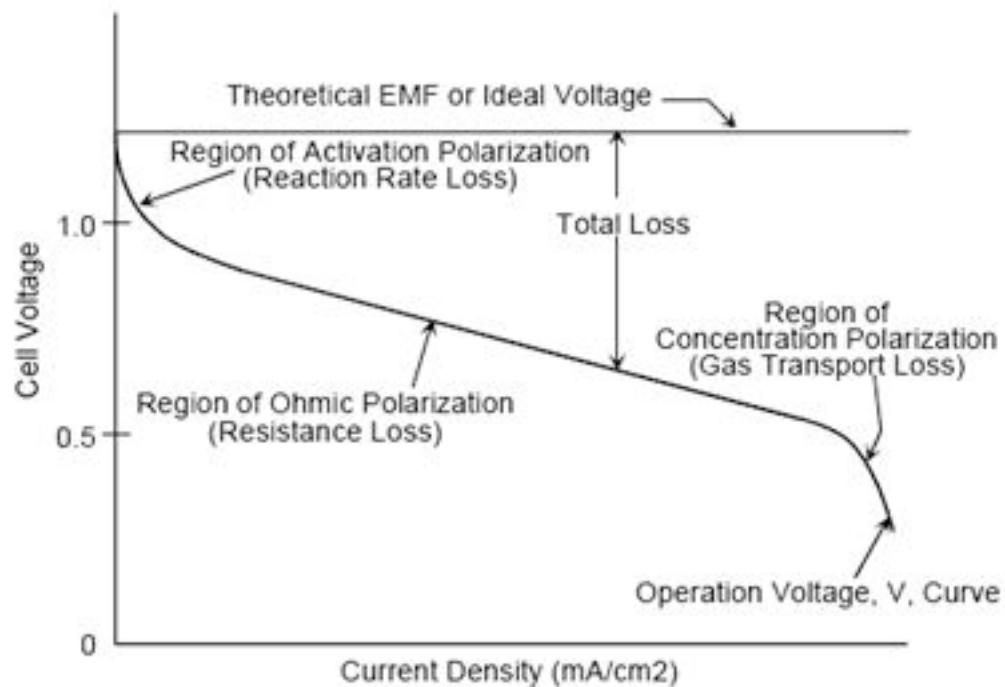 Theoretical EMF or Ideal Voltage
Region of Activation Polarization
(Reaction Rate Loss)
1.0
Total Loss
Cell Voltage
Region of
Concentration Polarization
(Gas Transport Loss)
Region of Ohmic Polarization
(Resistance Loss)
0.5
Operation Voltage, V, Curve
0
Current Density (mA/cm2)